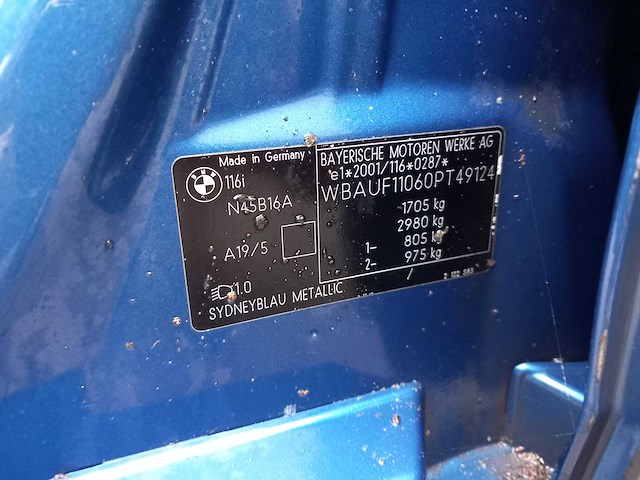 Made in Germany
BMW
116i
N45B16A
A19/5
1.0
SYDNEYBLAU METALLIC
BAYERISCHE MOTOREN WERKE AG
e1*2001/116*0287*
WBAUF11060PT49124
1705 kg
2980 kg
1- 805 kg
2- 975 kg
/